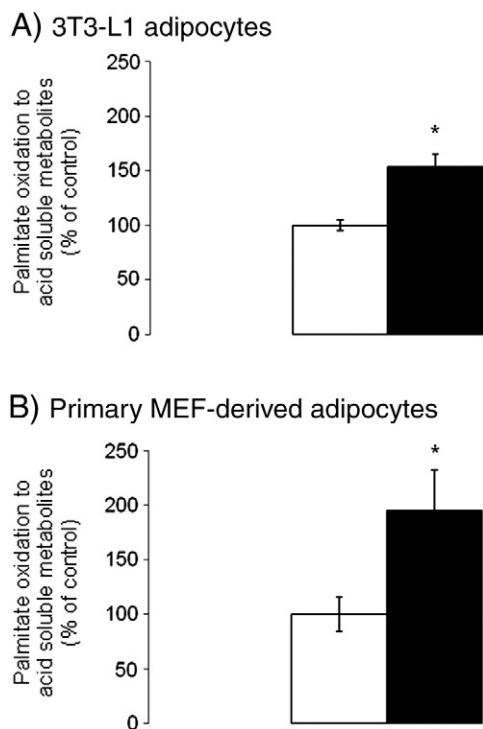 A) 3T3-L1 adipocytes
Palmitate oxidation to
acid soluble metabolites
(% of control)
250
200
150
100
50
0
*
B) Primary MEF-derived adipocytes
Palmitate oxidation to
acid soluble metabolites
(% of control)
250
200
150
100
50
0
*